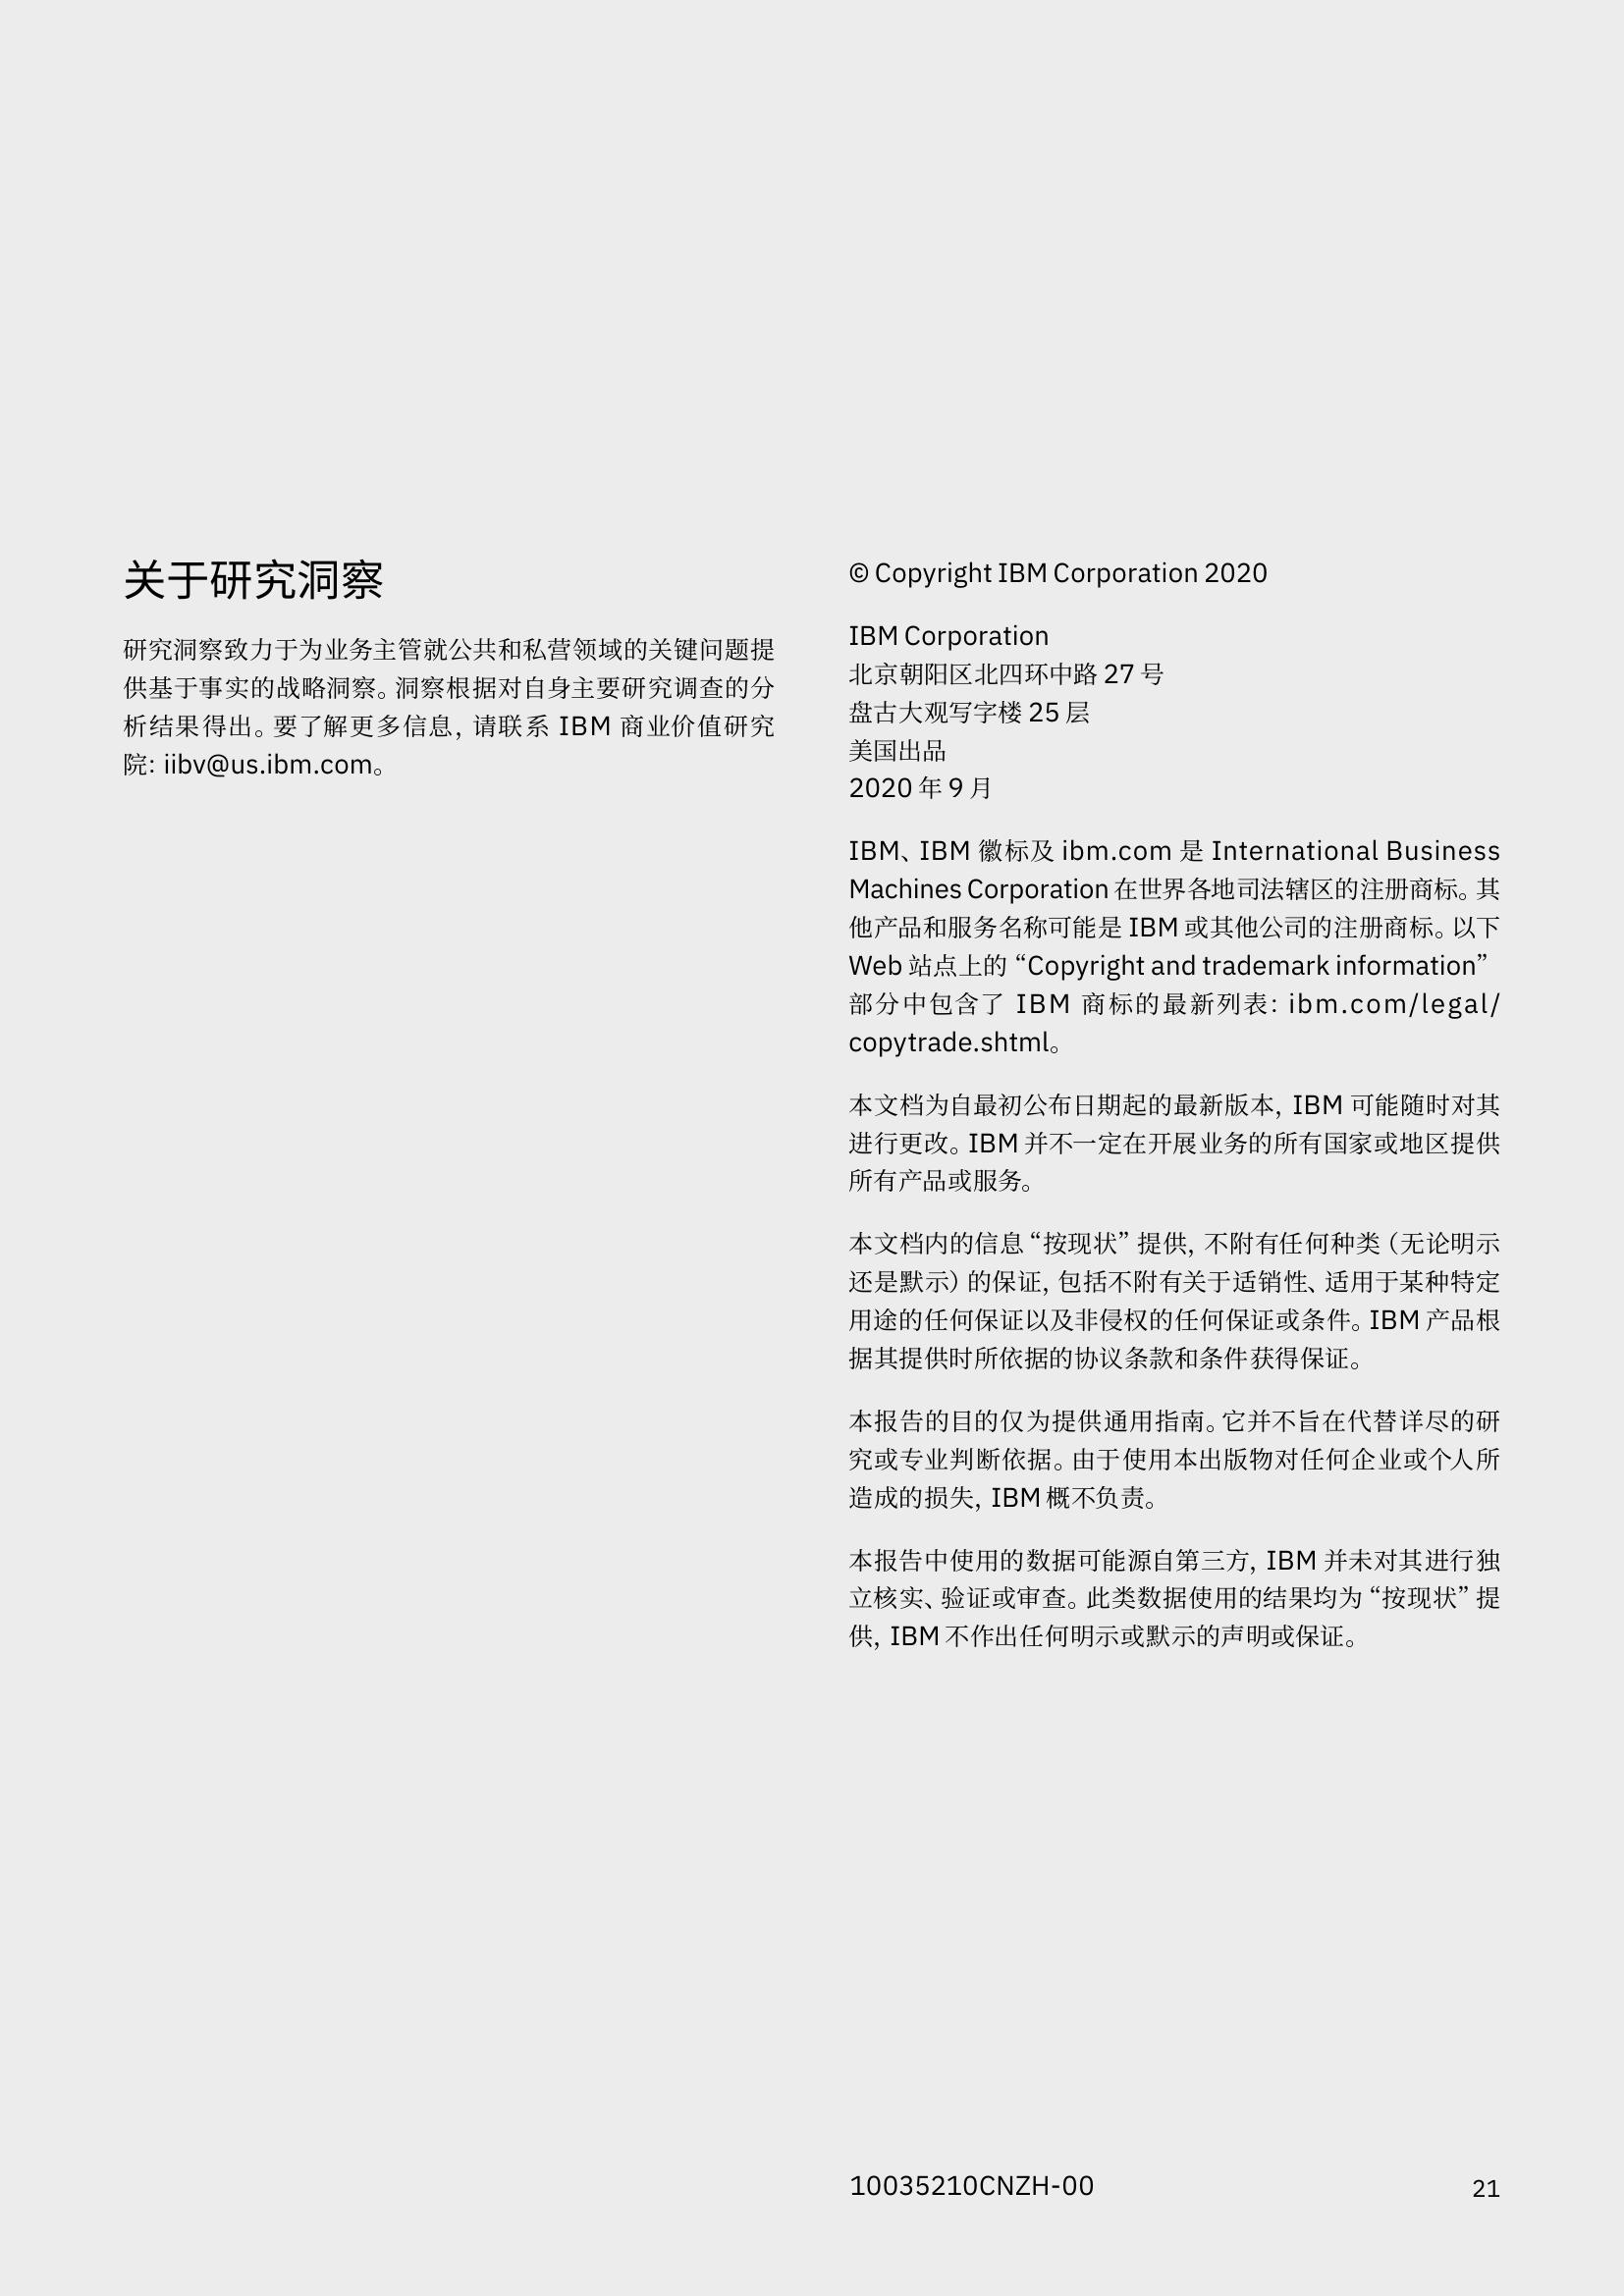 关于研究洞察
研究洞察致力于为业务主管就公共和私营领域的关键问题提
供基于事实的战略洞察。洞察根据对自身主要研究调查的分
析结果得出。要了解更多信息，请联系 IBM 商业价值研究
院：iibv@us.ibm.com。
© Copyright IBM Corporation 2020
IBM Corporation
北京朝阳区北四环中路 27 号
盘古大观写字楼 25 层
美国出品
2020 年 9 月
IBM、IBM 徽标及 ibm.com 是 International Business
Machines Corporation 在世界各地司法辖区的注册商标。其
他产品和服务名称可能是 IBM 或其他公司的注册商标。以下
Web 站点上的 “Copyright and trademark information”
部分中包含了 IBM 商标的最新列表：ibm.com/legal/
copytrade.shtml。
本文档为自最初公布日期起的最新版本，IBM 可能随时对其
进行更改。IBM 并不一定在开展业务的所有国家或地区提供
所有产品或服务。
本文档内的信息 “按现状” 提供，不附有任何种类（无论明示
还是默示）的保证，包括不附有关于适销性、适用于某种特定
用途的任何保证以及非侵权的任何保证或条件。IBM 产品根
据其提供时所依据的协议条款和条件获得保证。
本报告的目的仅为提供通用指南。它并不旨在代替详尽的研
究或专业判断依据。由于使用本出版物对任何企业或个人所
造成的损失，IBM 概不负责。
本报告中使用的数据可能源自第三方，IBM 并未对其进行独
立核实、验证或审查。此类数据使用的结果均为 “按现状” 提
供，IBM 不作出任何明示或默示的声明或保证。
10035210CNZH-00
21